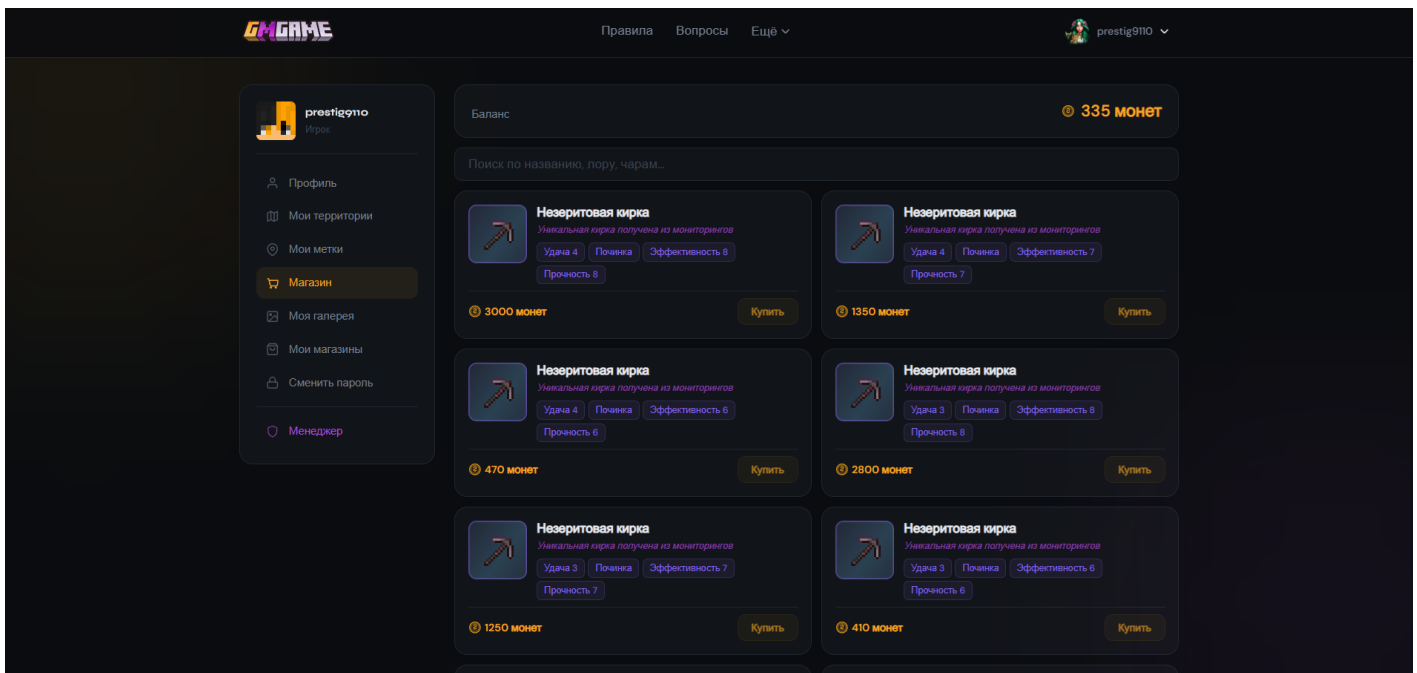 GMGAME
Правила Вопросы Ещё
prestig9110
prestig9110
Игрок
Профиль
Мои территории
Мои метки
Магазин
Моя галерея
Мои магазины
Сменить пароль
Менеджер
Баланс
335 монет
Поиск по названию, лору, чарам...
Незеритовая кирка
Уникальная кирка получена из мониторингов
Удача 4 Починка Эффективность 8
Прочность 8
3000 монет Купить
Незеритовая кирка
Уникальная кирка получена из мониторингов
Удача 4 Починка Эффективность 7
Прочность 7
1350 монет Купить
Незеритовая кирка
Уникальная кирка получена из мониторингов
Удача 4 Починка Эффективность 6
Прочность 6
470 монет Купить
Незеритовая кирка
Уникальная кирка получена из мониторингов
Удача 3 Починка Эффективность 8
Прочность 8
2800 монет Купить
Незеритовая кирка
Уникальная кирка получена из мониторингов
Удача 3 Починка Эффективность 7
Прочность 7
1250 монет Купить
Незеритовая кирка
Уникальная кирка получена из мониторингов
Удача 3 Починка Эффективность 6
Прочность 6
410 монет Купить